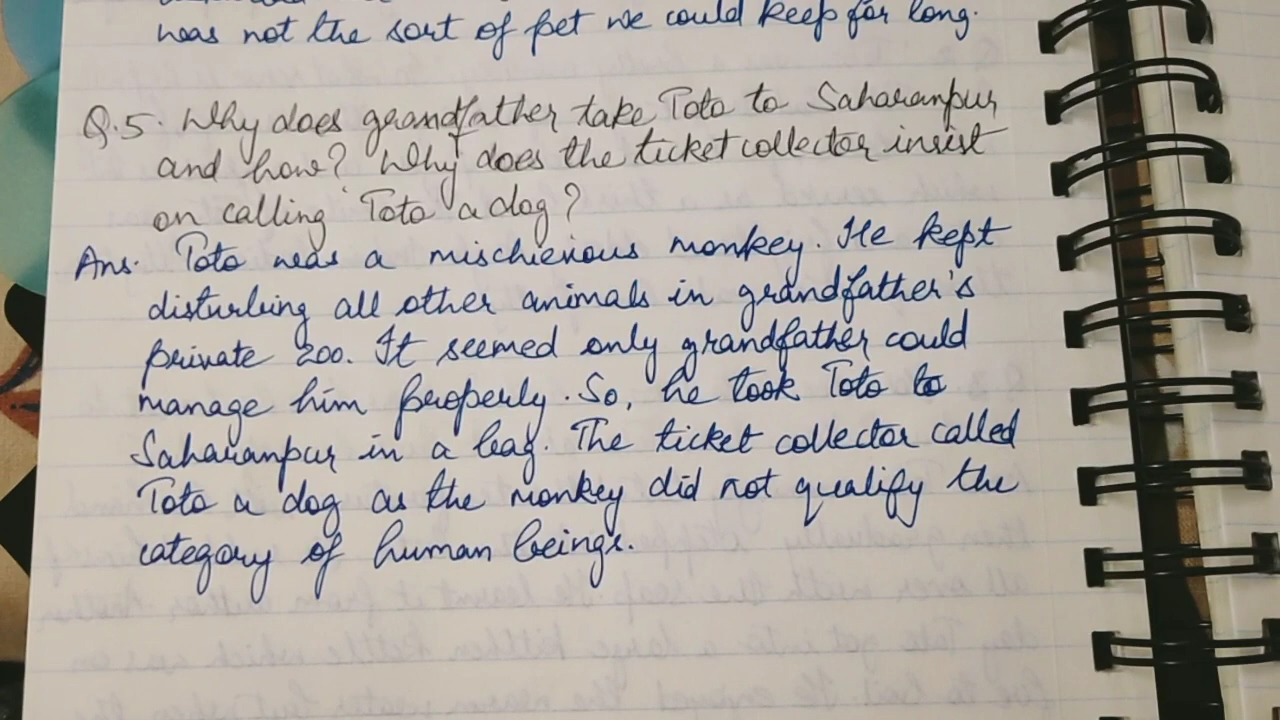 was not the sort of pet we could keep for long.
Q.5. Why does grandfather take Toto to Saharanpur
and how? Why does the ticket collector insist
on calling Toto a dog?
Ans. Toto was a mischievous monkey. He kept
disturbing all other animals in grandfather's
private zoo. It seemed only grandfather could
manage him properly. So, he took Toto to
Saharanpur in a bag. The ticket collector called
Toto a dog as the monkey did not qualify the
category of human beings.